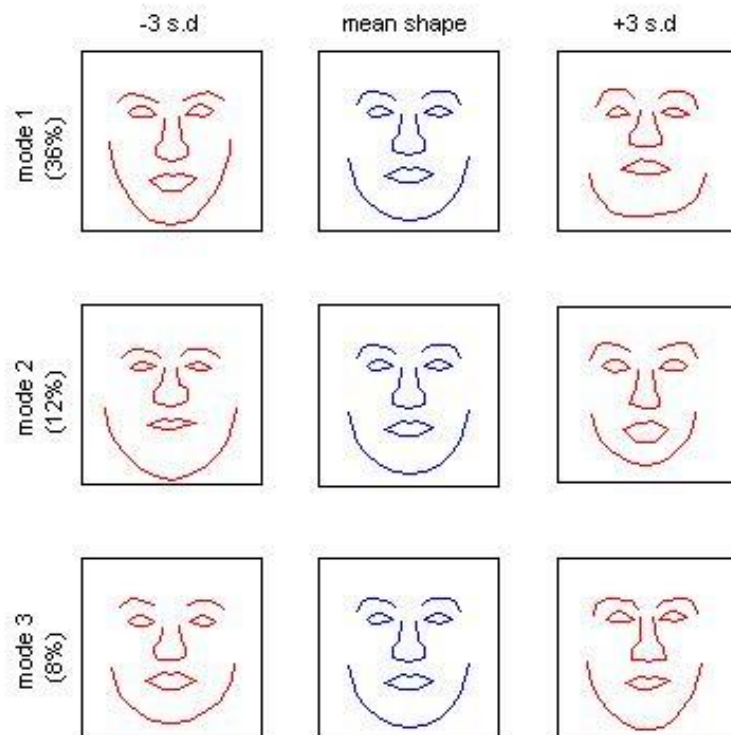 -3 s.d
mean shape
+3 s.d
mode 1
(36%)
mode 2
(12%)
mode 3
(8%)